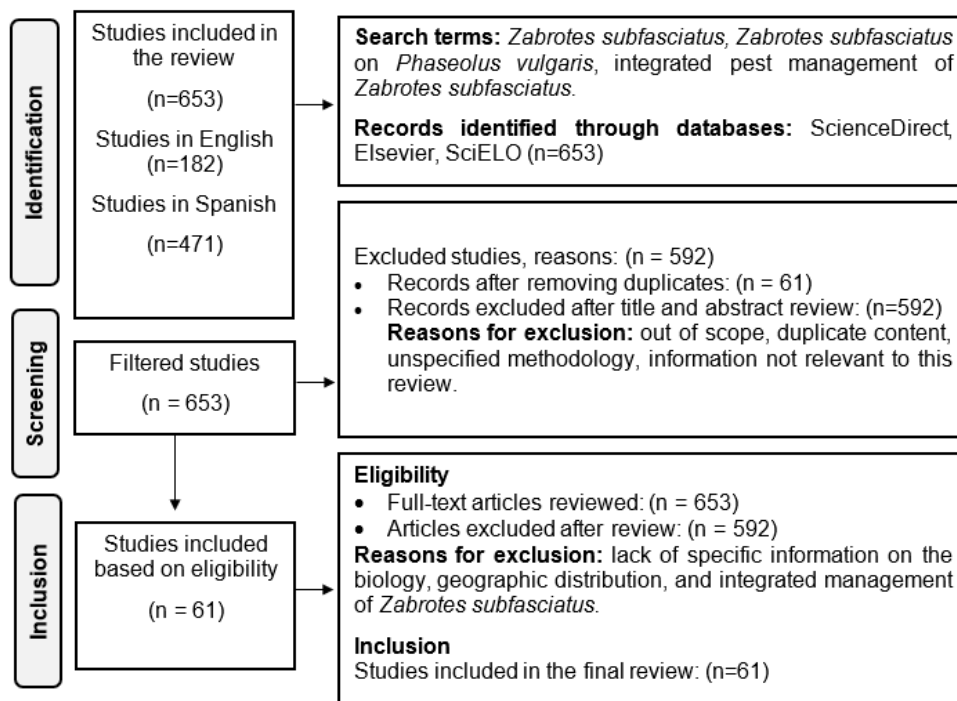 Identification
Studies included in
the review
(n=653)
Studies in English
(n=182)
Studies in Spanish
(n=471)
Search terms: Zabrotes subfasciatus, Zabrotes subfasciatus
on Phaseolus vulgaris, integrated pest management of
Zabrotes subfasciatus.
Records identified through databases: ScienceDirect,
Elsevier, SciELO (n=653)
Screening
Filtered studies
(n = 653)
Excluded studies, reasons: (n = 592)
• Records after removing duplicates: (n = 61)
• Records excluded after title and abstract review: (n=592)
Reasons for exclusion: out of scope, duplicate content,
unspecified methodology, information not relevant to this
review.
Inclusion
Studies included
based on eligibility
(n = 61)
Eligibility
• Full-text articles reviewed: (n = 653)
• Articles excluded after review: (n = 592)
Reasons for exclusion: lack of specific information on the
biology, geographic distribution, and integrated management
of Zabrotes subfasciatus.
Inclusion
Studies included in the final review: (n=61)